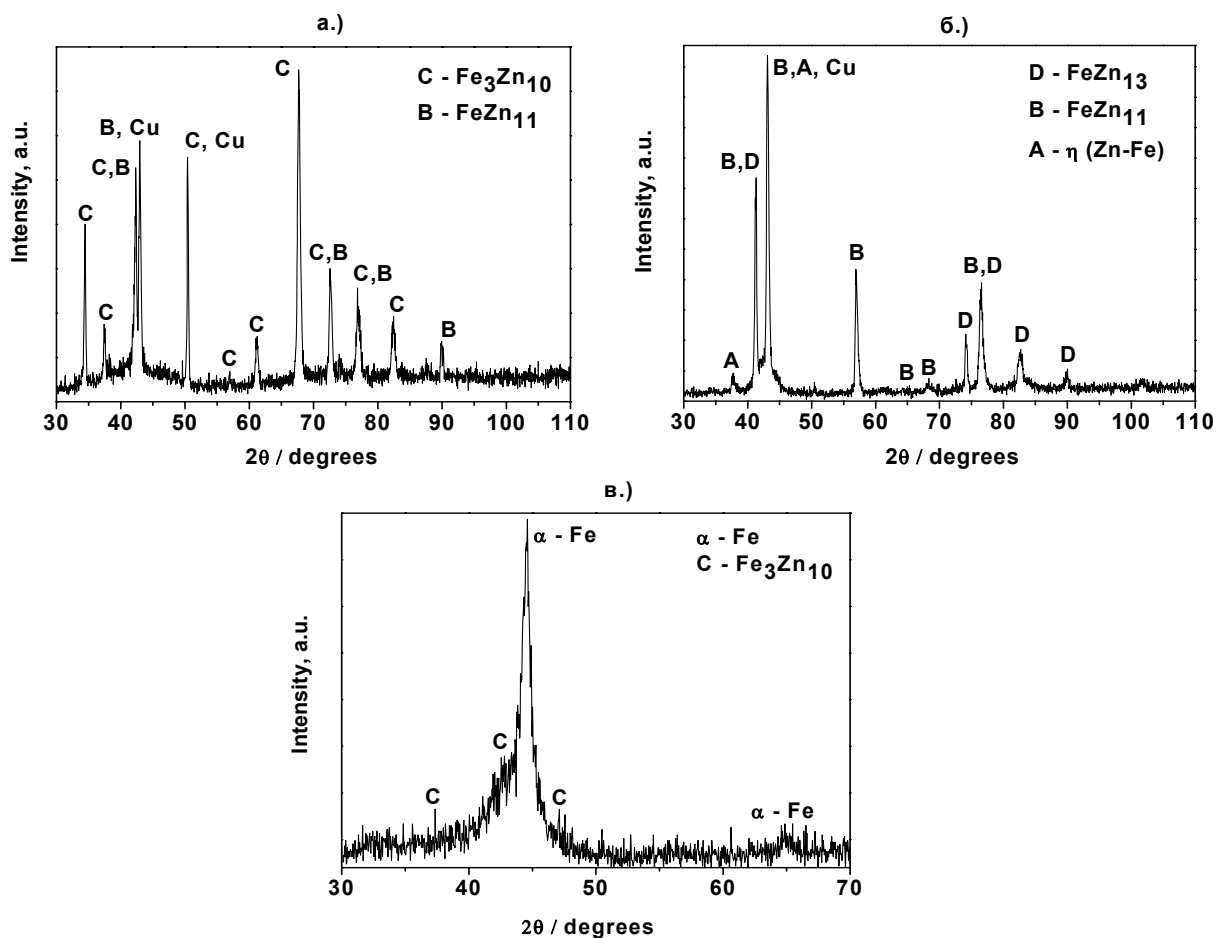 а.)
C - Fe3Zn10
B - FeZn11
C
C
C,B
B, Cu
C, Cu
C
C
C
C,B
C,B
C
B
Intensity, a.u.
30 40 50 60 70 80 90 100 110
2θ / degrees
б.)
D - FeZn13
B - FeZn11
A - η (Zn-Fe)
A
B,D
B,A, Cu
B
B
B
D
B,D
D
D
Intensity, a.u.
30 40 50 60 70 80 90 100 110
2θ / degrees
в.)
α - Fe
C - Fe3Zn10
C
C
α - Fe
C
α - Fe
Intensity, a.u.
30 40 50 60 70
2θ / degrees